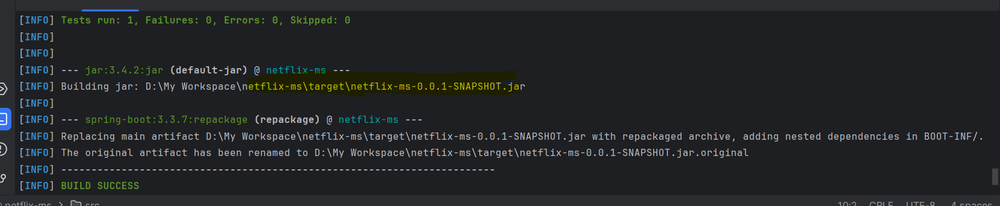 [INFO] Tests run: 1, Failures: 0, Errors: 0, Skipped: 0
[INFO]
[INFO]
[INFO] --- jar:3.4.2:jar (default-jar) @ netflix-ms ---
[INFO] Building jar: D:\My Workspace\netflix-ms\target\netflix-ms-0.0.1-SNAPSHOT.jar
[INFO]
[INFO] --- spring-boot:3.3.7:repackage (repackage) @ netflix-ms ---
[INFO] Replacing main artifact D:\My Workspace\netflix-ms\target\netflix-ms-0.0.1-SNAPSHOT.jar with repackaged archive, adding nested dependencies in BOOT-INF/.
[INFO] The original artifact has been renamed to D:\My Workspace\netflix-ms\target\netflix-ms-0.0.1-SNAPSHOT.jar.original
[INFO] ------------------------------------------------------------------------
[INFO] BUILD SUCCESS
netflix-ms > src 10:2 CRLF UTF-8 4 spaces